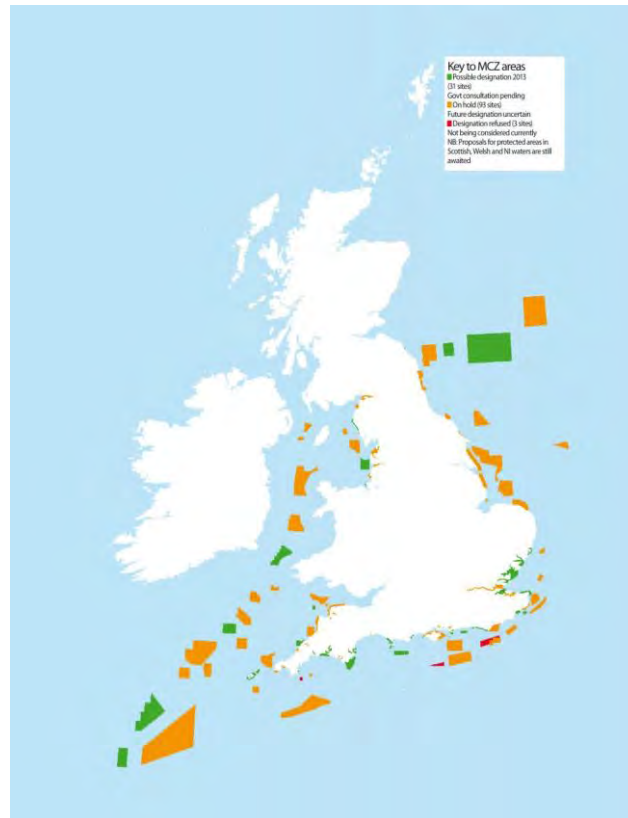 Key to MCZ areas
Possible designation 2013
(31 sites)
Govt consultation pending
On hold (93 sites)
Future designation uncertain
Designation refused (3 sites)
Not being considered currently
NB: Proposals for protected areas in
Scottish, Welsh and NI waters are still
awaited